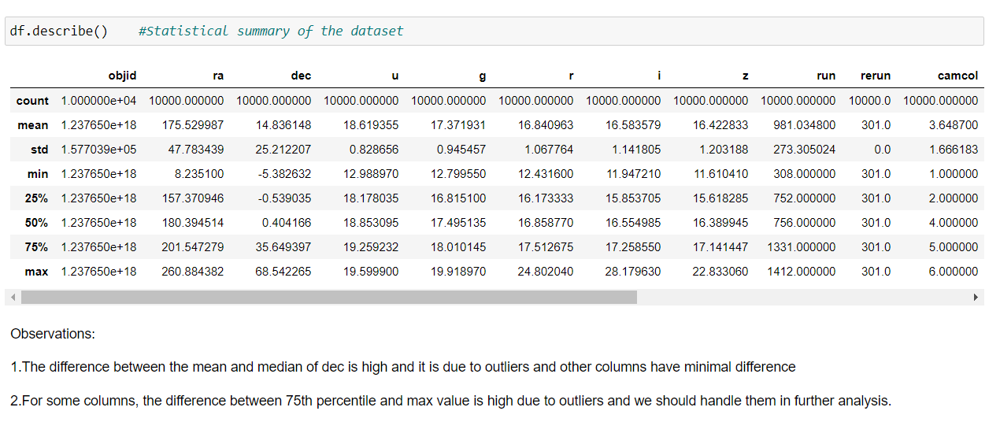 df.describe() #Statistical summary of the dataset
objid ra dec u g r i z run rerun camcol
count 1.000000e+04 10000.000000 10000.000000 10000.000000 10000.000000 10000.000000 10000.000000 10000.000000 10000.000000 10000.0 10000.000000
mean 1.237650e+18 175.529987 14.836148 18.619355 17.371931 16.840963 16.583579 16.422833 981.034800 301.0 3.648700
std 1.577039e+05 47.783439 25.212207 0.828656 0.945457 1.067764 1.141805 1.203188 273.305024 0.0 1.666183
min 1.237650e+18 8.235100 -5.382632 12.988970 12.799550 12.431600 11.947210 11.610410 308.000000 301.0 1.000000
25% 1.237650e+18 157.370946 -0.539035 18.178035 16.815100 16.173333 15.853705 15.618285 752.000000 301.0 2.000000
50% 1.237650e+18 180.394514 0.404166 18.853095 17.495135 16.858770 16.554985 16.389945 756.000000 301.0 4.000000
75% 1.237650e+18 201.547279 35.649397 19.259232 18.010145 17.512675 17.258550 17.141447 1331.000000 301.0 5.000000
max 1.237650e+18 260.884382 68.542265 19.599900 19.918970 24.802040 28.179630 22.833060 1412.000000 301.0 6.000000
Observations:
1.The difference between the mean and median of dec is high and it is due to outliers and other columns have minimal difference
2.For some columns, the difference between 75th percentile and max value is high due to outliers and we should handle them in further analysis.